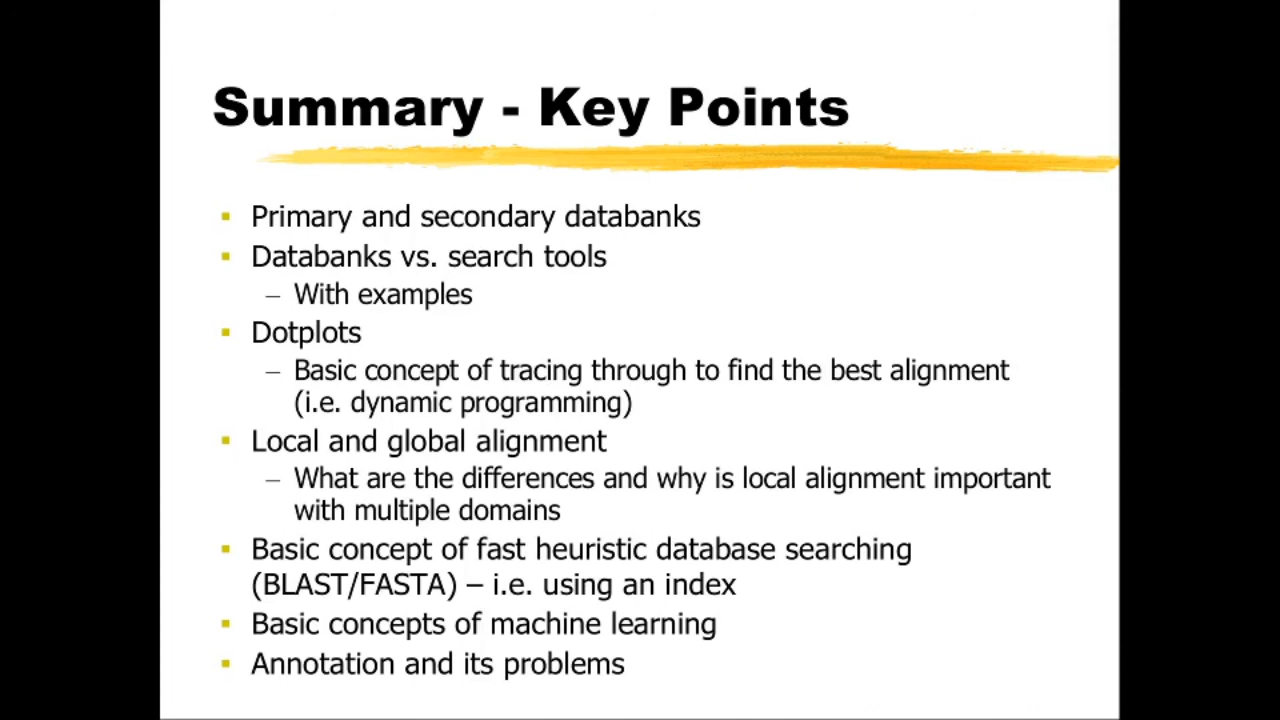 Summary - Key Points
▪ Primary and secondary databanks
▪ Databanks vs. search tools
– With examples
▪ Dotplots
– Basic concept of tracing through to find the best alignment
(i.e. dynamic programming)
▪ Local and global alignment
– What are the differences and why is local alignment important
with multiple domains
▪ Basic concept of fast heuristic database searching
(BLAST/FASTA) – i.e. using an index
▪ Basic concepts of machine learning
▪ Annotation and its problems